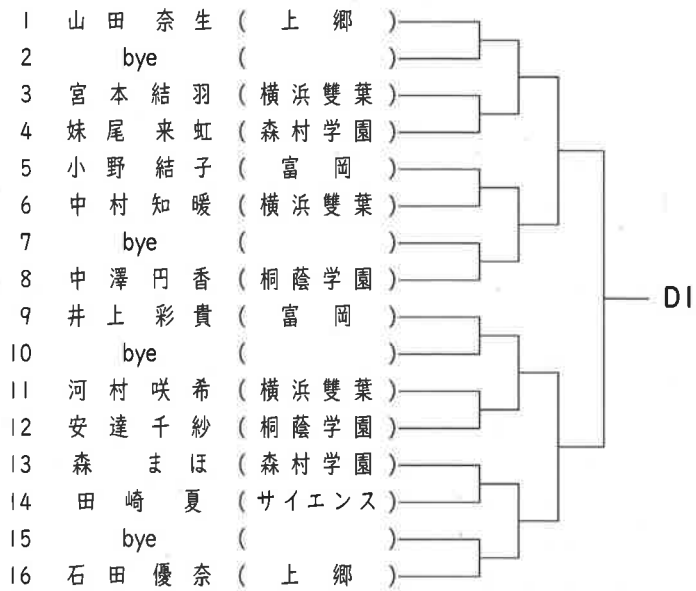 1 山田 奈生 ( 上 郷 )
2 bye ( )
3 宮本 結羽 ( 横浜雙葉 )
4 妹尾 来虹 ( 森村学園 )
5 小野 結子 ( 富 岡 )
6 中村 知暖 ( 横浜雙葉 )
7 bye ( )
8 中澤 円香 ( 桐蔭学園 )
9 井上 彩貴 ( 富 岡 )
10 bye ( )
11 河村 咲希 ( 横浜雙葉 )
12 安達 千紗 ( 桐蔭学園 )
13 森 まほ ( 森村学園 )
14 田崎 夏 ( サイエンス )
15 bye ( )
16 石田 優奈 ( 上 郷 )
D1